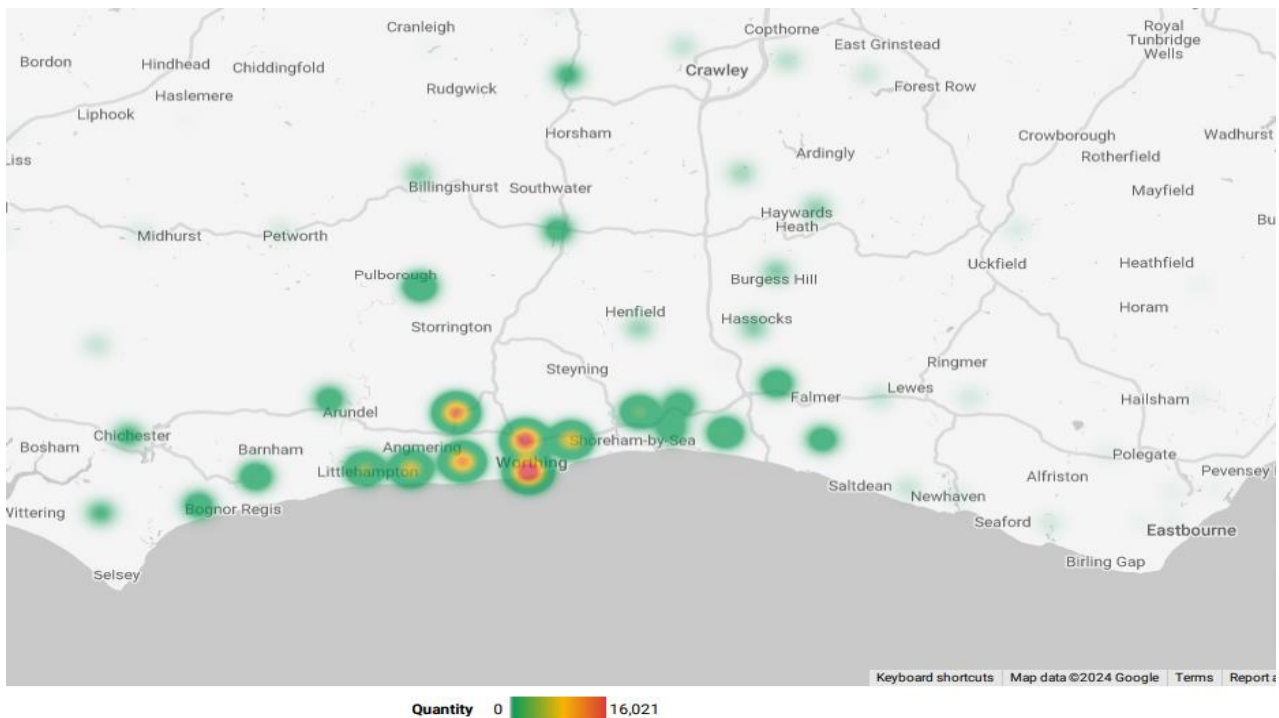 Cranleigh
Copthorne
Royal
Tunbridge
Wells
Bordon
Hindhead
Chiddingfold
East Grinstead
Crawley
Haslemere
Rudgwick
Forest Row
Liphook
Horsham
Crowborough
Wadhurst
Liss
Ardingly
Rotherfield
Billingshurst
Southwater
Mayfield
Haywards
Heath
Bu
Midhurst
Petworth
Uckfield
Heathfield
Pulborough
Burgess Hill
Henfield
Hassocks
Horam
Storrington
Steyning
Ringmer
Lewes
Falmer
Hailsham
Arundel
Chichester
Shoreham-by-Sea
Bosham
Barnham
Angmering
Polegate
Worthing
Littlehampton
Pevensey
Alfriston
Saltdean
Newhaven
Wittering
Bognor Regis
Seaford
Eastbourne
Birling Gap
Selsey
Keyboard shortcuts Map data ©2024 Google Terms Report a
Quantity 0 16,021